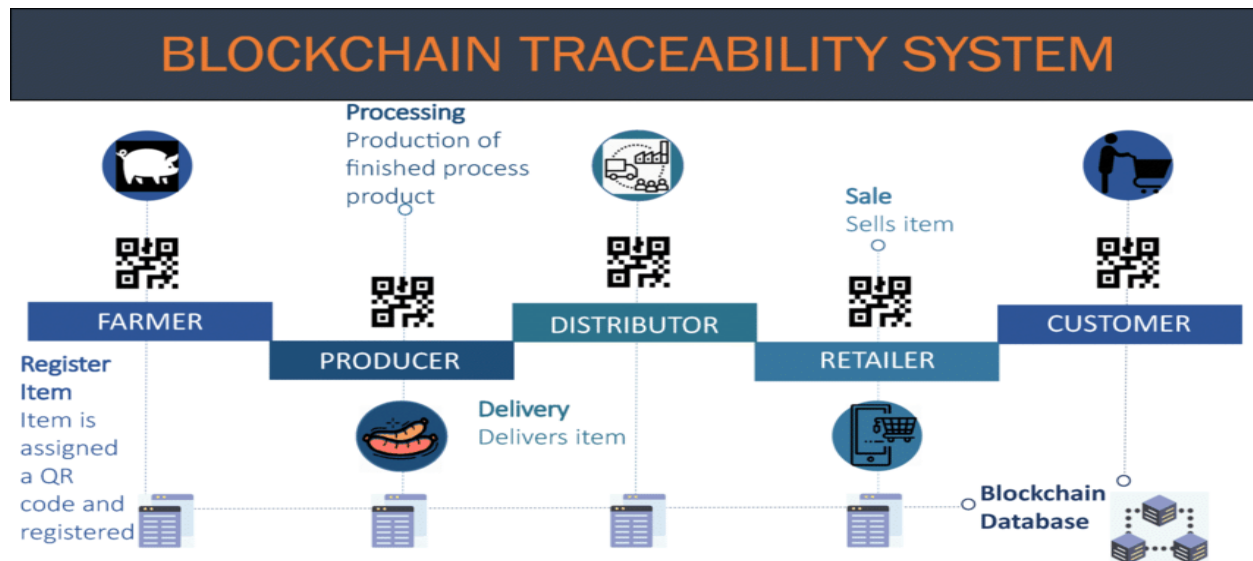 BLOCKCHAIN TRACEABILITY SYSTEM
Processing
Production of
finished process
product
Sale
Sells item
FARMER
PRODUCER
DISTRIBUTOR
RETAILER
CUSTOMER
Register
Item
Item is
assigned
a QR
code and
registered
Delivery
Delivers item
Blockchain
Database